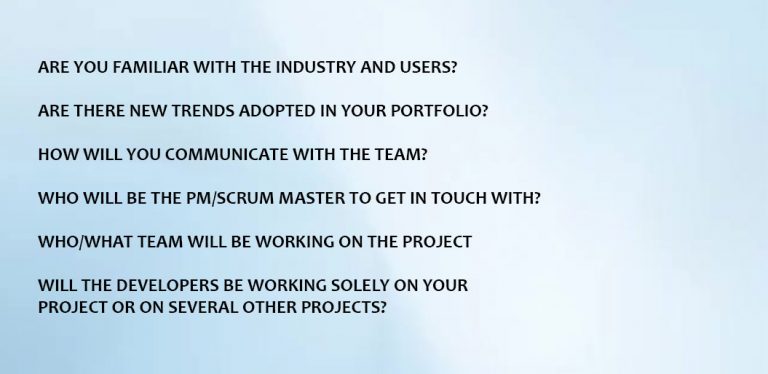 ARE YOU FAMILIAR WITH THE INDUSTRY AND USERS?
ARE THERE NEW TRENDS ADOPTED IN YOUR PORTFOLIO?
HOW WILL YOU COMMUNICATE WITH THE TEAM?
WHO WILL BE THE PM/SCRUM MASTER TO GET IN TOUCH WITH?
WHO/WHAT TEAM WILL BE WORKING ON THE PROJECT
WILL THE DEVELOPERS BE WORKING SOLELY ON YOUR
PROJECT OR ON SEVERAL OTHER PROJECTS?